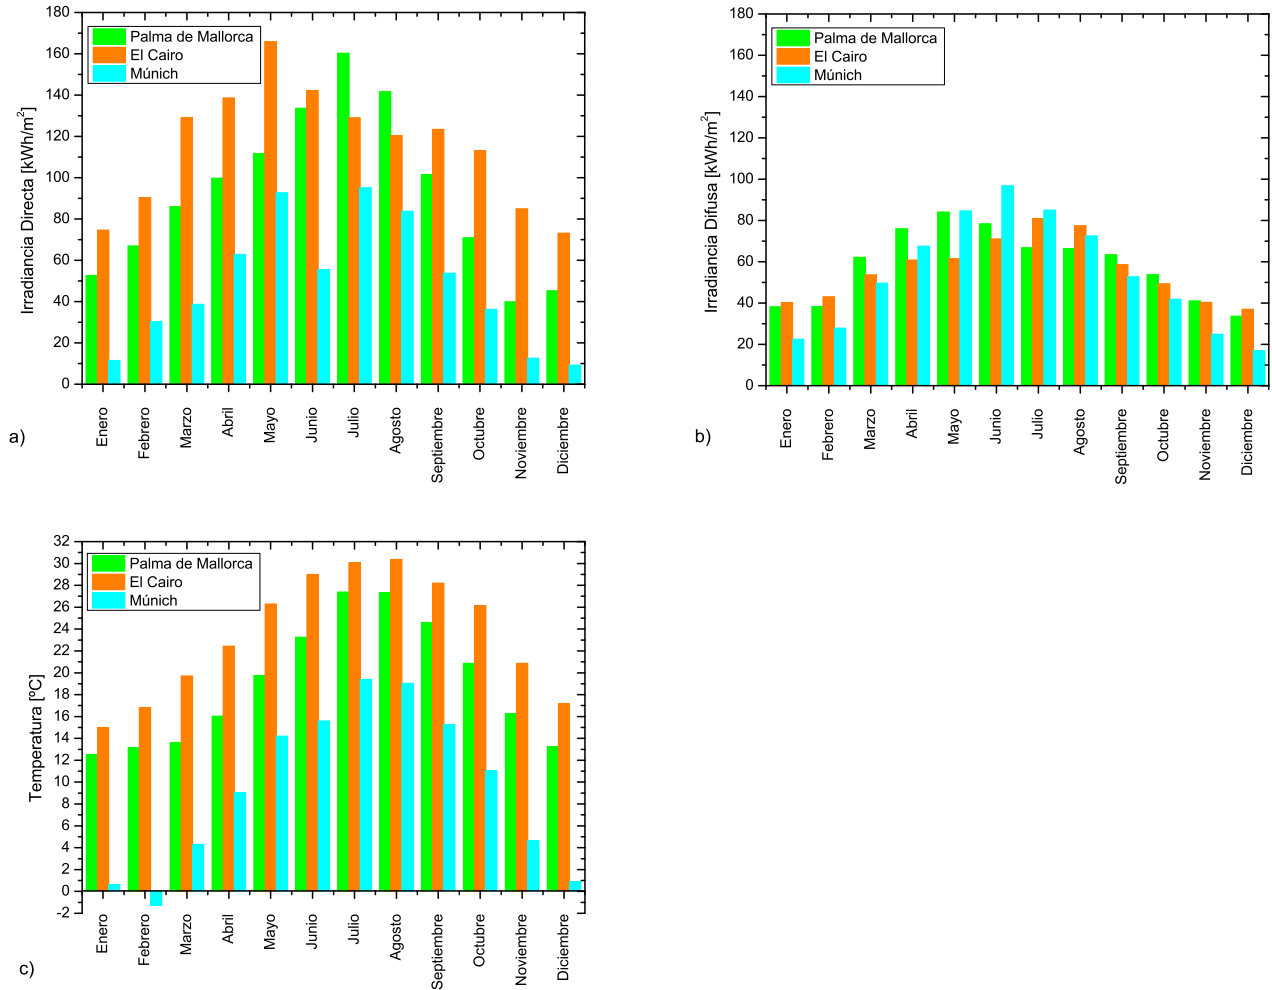 180
160
140
120
100
80
60
40
20
0
Irradiancia Directa [kWh/m²]
Palma de Mallorca
El Cairo
Múnich
Enero
Febrero
Marzo
Abril
Mayo
Junio
Julio
Agosto
Septiembre
Octubre
Noviembre
Diciembre
a)
180
160
140
120
100
80
60
40
20
0
Irradiancia Difusa [kWh/m²]
Palma de Mallorca
El Cairo
Múnich
Enero
Febrero
Marzo
Abril
Mayo
Junio
Julio
Agosto
Septiembre
Octubre
Noviembre
Diciembre
b)
32
30
28
26
24
22
20
18
16
14
12
10
8
6
4
2
0
-2
Temperatura [ºC]
Palma de Mallorca
El Cairo
Múnich
Enero
Febrero
Marzo
Abril
Mayo
Junio
Julio
Agosto
Septiembre
Octubre
Noviembre
Diciembre
c)